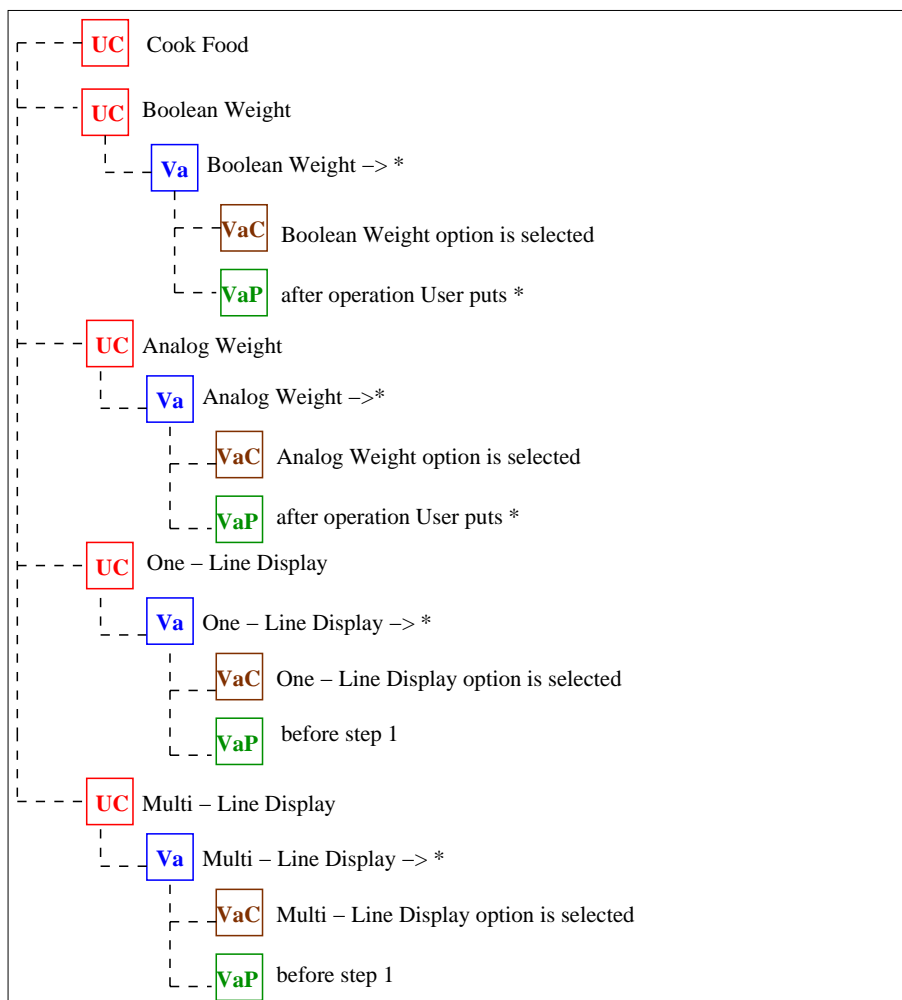 UC Cook Food
UC Boolean Weight
Va Boolean Weight −> *
VaC Boolean Weight option is selected
VaP after operation User puts *
UC Analog Weight
Va Analog Weight −>*
VaC Analog Weight option is selected
VaP after operation User puts *
UC One − Line Display
Va One − Line Display −> *
VaC One − Line Display option is selected
VaP before step 1
UC Multi − Line Display
Va Multi − Line Display −> *
VaC Multi − Line Display option is selected
VaP before step 1